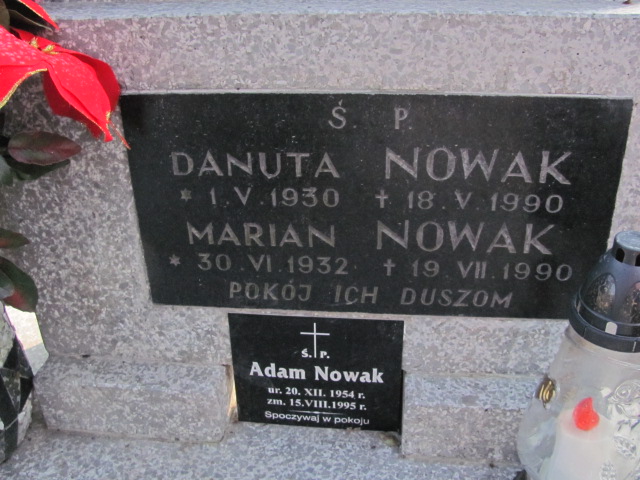 Ś. P.
DANUTA NOWAK
* 1.V.1930 + 18.V.1990
MARIAN NOWAK
* 30.VI.1932 + 19.VII.1990
POKÓJ ICH DUSZOM
Ś. P.
Adam Nowak
ur. 20. XII. 1954 r.
zm. 15.VIII.1995 r.
Spoczywaj w pokoju